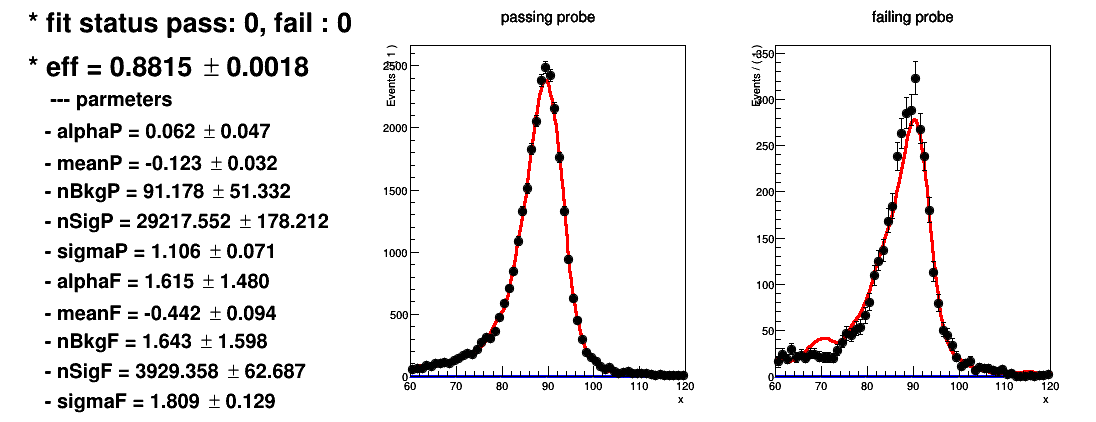 * fit status pass: 0, fail : 0
* eff = 0.8815 ± 0.0018
--- parmeters
- alphaP = 0.062 ± 0.047
- meanP = -0.123 ± 0.032
- nBkgP = 91.178 ± 51.332
- nSigP = 29217.552 ± 178.212
- sigmaP = 1.106 ± 0.071
- alphaF = 1.615 ± 1.480
- meanF = -0.442 ± 0.094
- nBkgF = 1.643 ± 1.598
- nSigF = 3929.358 ± 62.687
- sigmaF = 1.809 ± 0.129
passing probe
Events / ( 1 )
2500
2000
1500
1000
500
0
60 70 80 90 100 110 120
x
failing probe
Events / ( 1 )
350
300
250
200
150
100
50
0
60 70 80 90 100 110 120
x